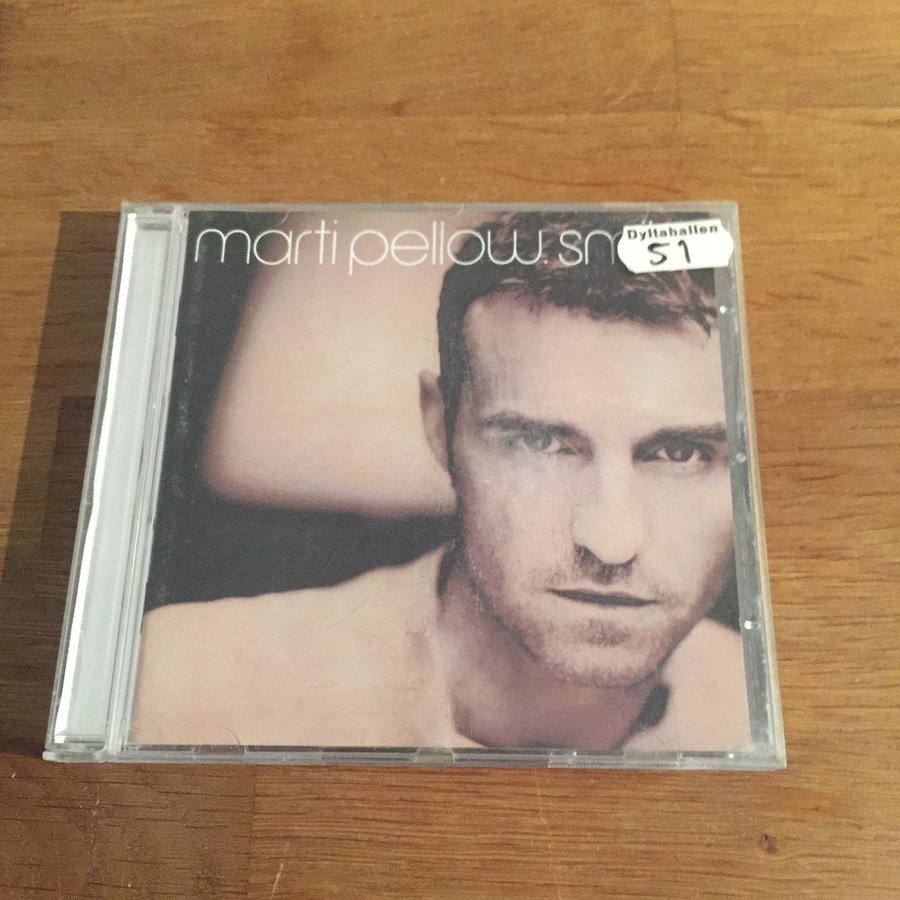 marti pellow sm
Dyltahallen
51